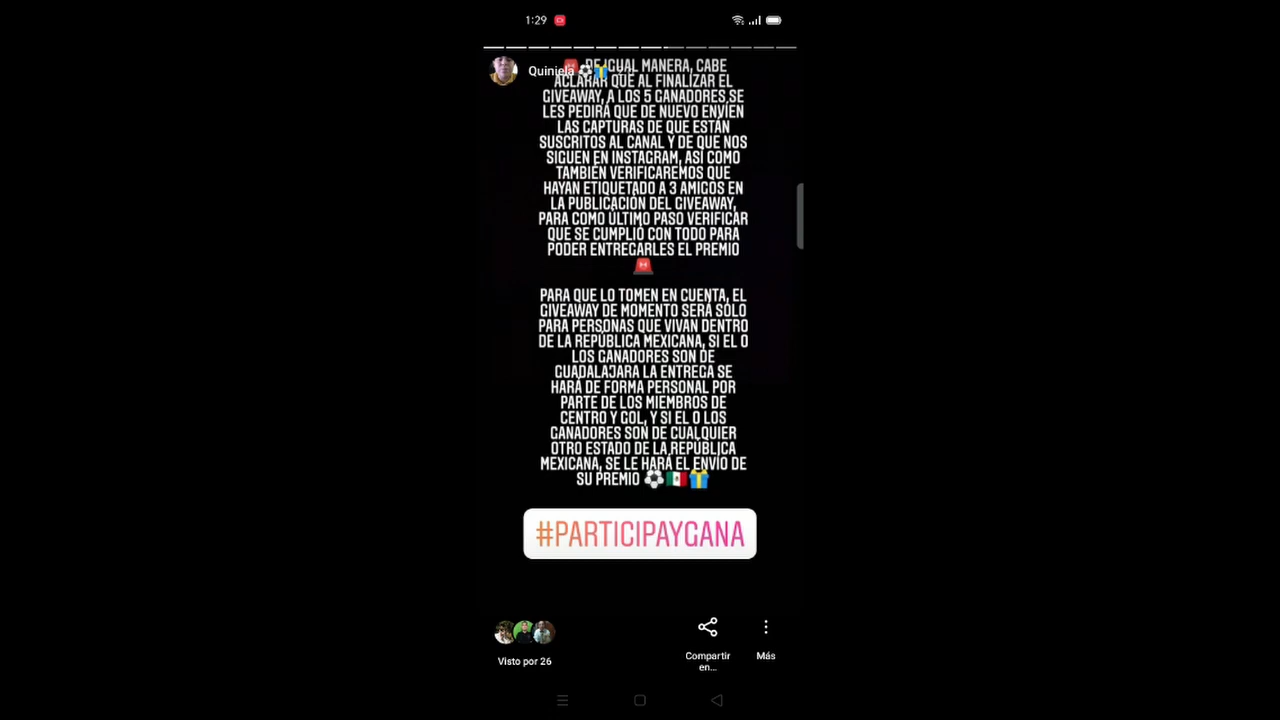 1:29
Quiniela⚽🎁
🚨 DE IGUAL MANERA, CABE
ACLARAR QUE AL FINALIZAR EL
GIVEAWAY, A LOS 5 GANADORES SE
LES PEDIRÁ QUE DE NUEVO ENVÍEN
LAS CAPTURAS DE QUE ESTÁN
SUSCRITOS AL CANAL Y DE QUE NOS
SIGUEN EN INSTAGRAM, ASÍ COMO
TAMBIÉN VERIFICAREMOS QUE
HAYAN ETIQUETADO A 3 AMIGOS EN
LA PUBLICACIÓN DEL GIVEAWAY,
PARA COMO ÚLTIMO PASO VERIFICAR
QUE SE CUMPLIÓ CON TODO PARA
PODER ENTREGARLES EL PREMIO
🚨
PARA QUE LO TOMEN EN CUENTA, EL
GIVEAWAY DE MOMENTO SERÁ SÓLO
PARA PERSONAS QUE VIVAN DENTRO
DE LA REPÚBLICA MEXICANA, SI EL O
LOS GANADORES SON DE
GUADALAJARA LA ENTREGA SE
HARÁ DE FORMA PERSONAL POR
PARTE DE LOS MIEMBROS DE
CENTRO Y GOL, Y SI EL O LOS
GANADORES SON DE CUALQUIER
OTRO ESTADO DE LA REPÚBLICA
MEXICANA, SE LE HARÁ EL ENVÍO DE
SU PREMIO ⚽🇲🇽🎁
#PARTICIPAYGANA
Visto por 26
Compartir
en...
Más